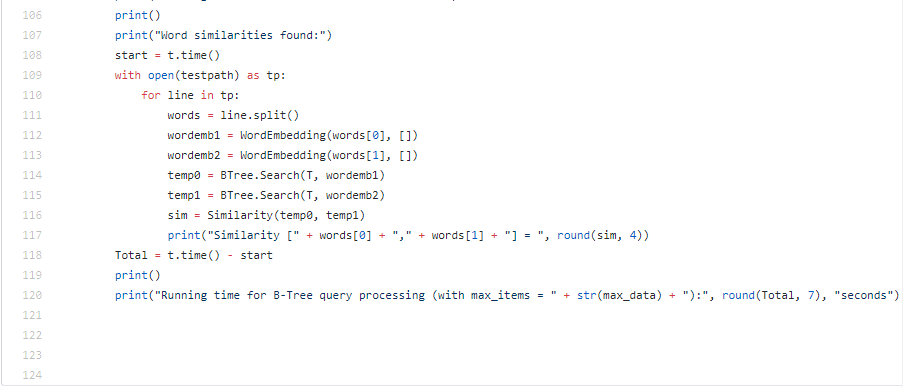 106 print()
107 print("Word similarities found:")
108 start = t.time()
109 with open(testpath) as tp:
110 for line in tp:
111 words = line.split()
112 wordemb1 = WordEmbedding(words[0], [])
113 wordemb2 = WordEmbedding(words[1], [])
114 temp0 = BTree.Search(T, wordemb1)
115 temp1 = BTree.Search(T, wordemb2)
116 sim = Similarity(temp0, temp1)
117 print("Similarity [" + words[0] + "," + words[1] + "] = ", round(sim, 4))
118 Total = t.time() - start
119 print()
120 print("Running time for B-Tree query processing (with max_items = " + str(max_data) + "):", round(Total, 7), "seconds")
121
122
123
124